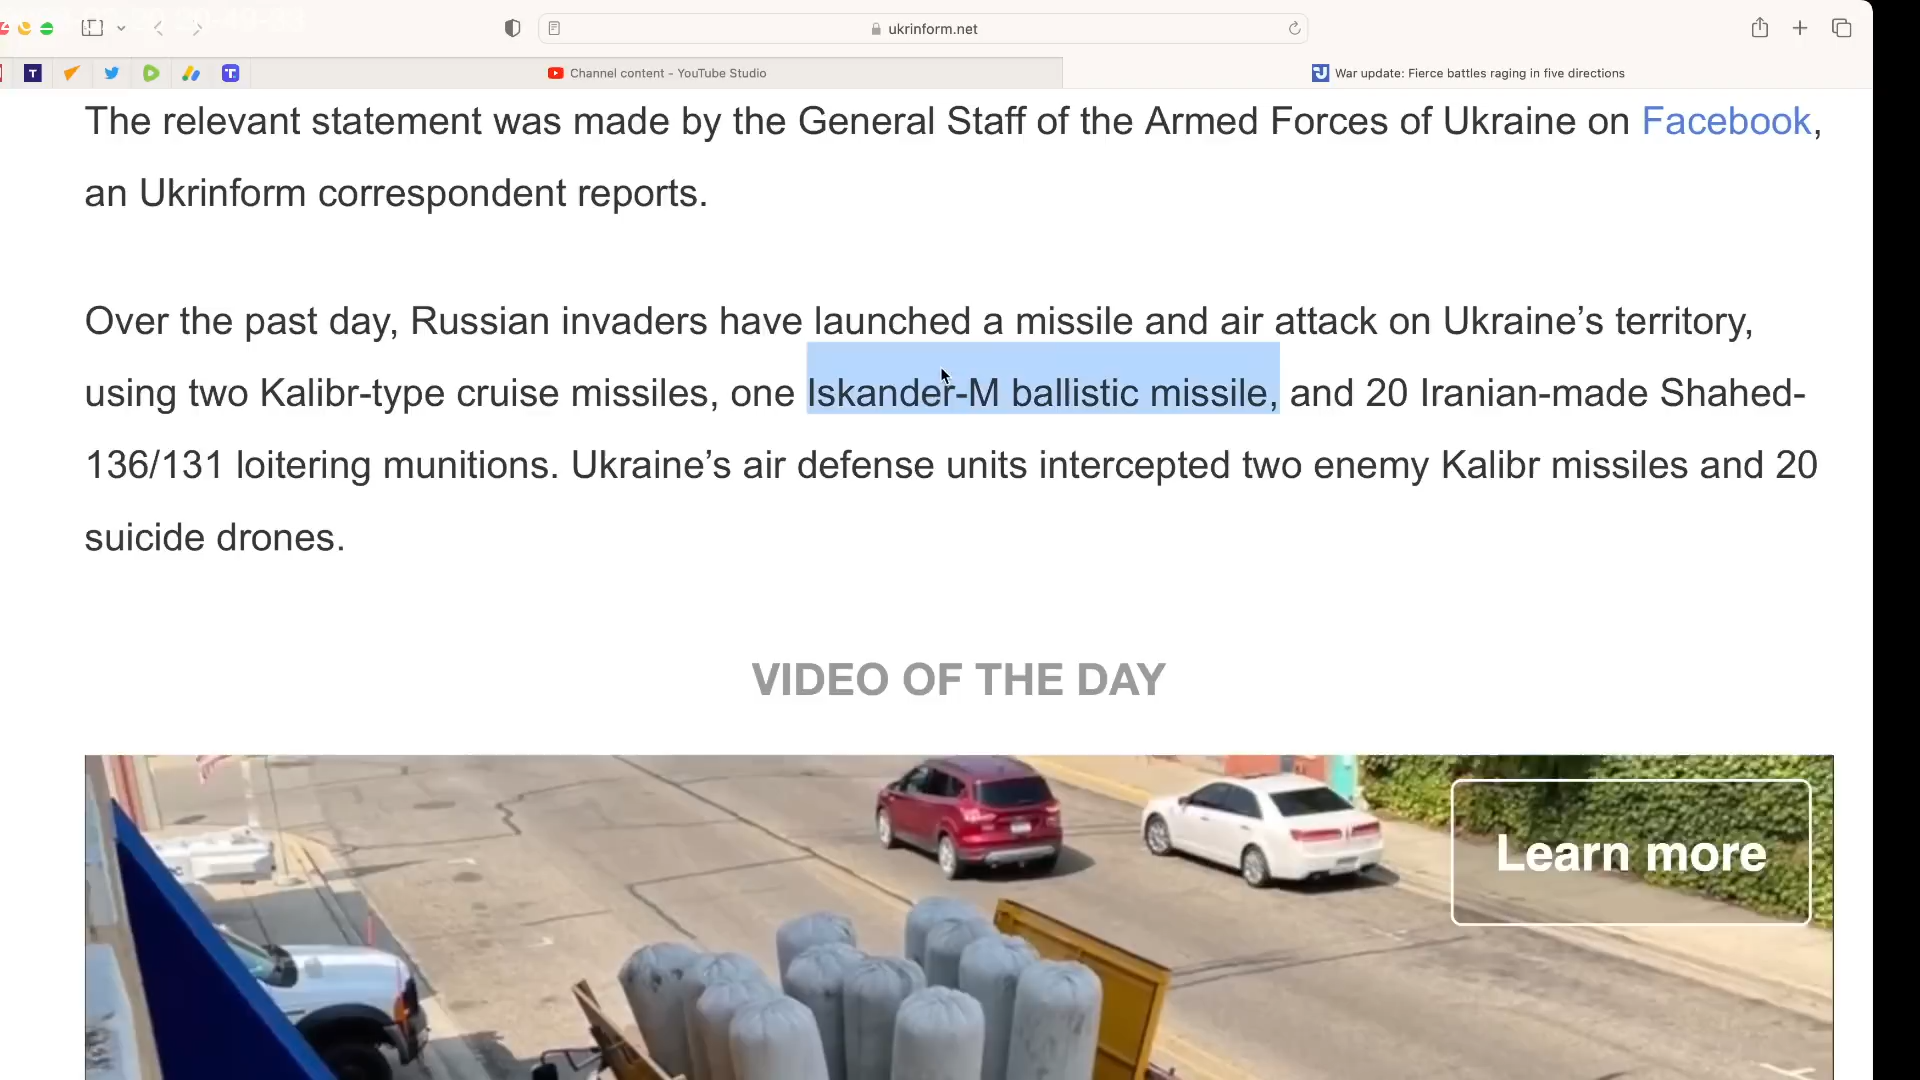 ukrinform.net
T
T
Channel content - YouTube Studio
War update: Fierce battles raging in five directions
The relevant statement was made by the General Staff of the Armed Forces of Ukraine on Facebook,
an Ukrinform correspondent reports.
Over the past day, Russian invaders have launched a missile and air attack on Ukraine’s territory,
using two Kalibr-type cruise missiles, one Iskander-M ballistic missile, and 20 Iranian-made Shahed-
136/131 loitering munitions. Ukraine’s air defense units intercepted two enemy Kalibr missiles and 20
suicide drones.
VIDEO OF THE DAY
Learn more